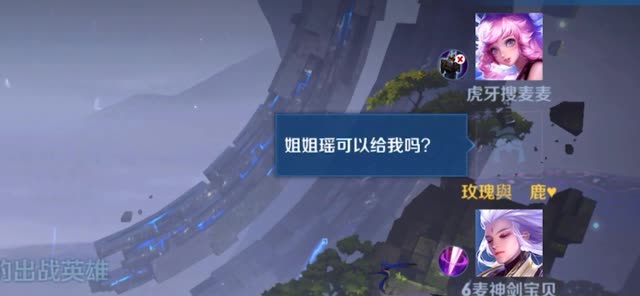 虎牙搜麦麦
姐姐瑶可以给我吗?
玫瑰與 鹿♥
的出战英雄
6麦神剑宝贝